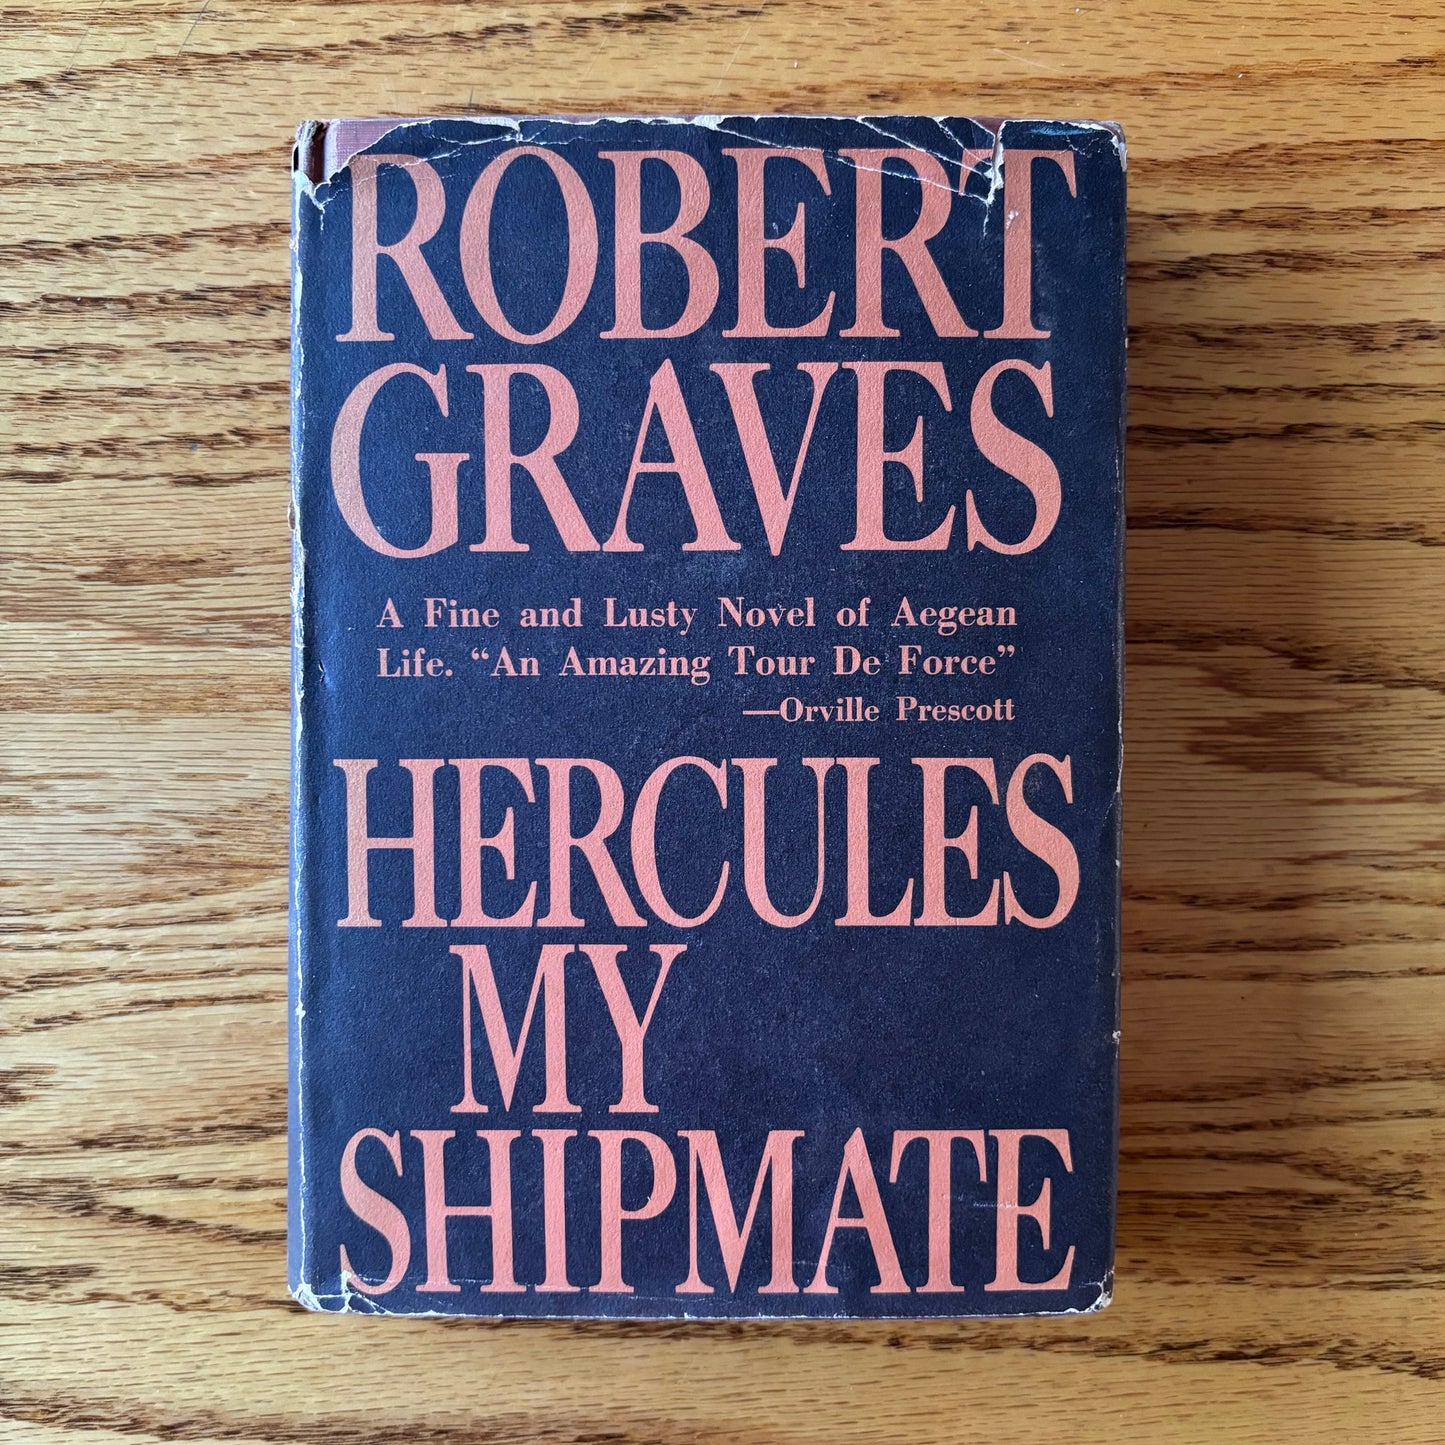 ROBERT
GRAVES
A Fine and Lusty Novel of Aegean
Life. “An Amazing Tour De Force”
—Orville Prescott
HERCULES
MY
SHIPMATE